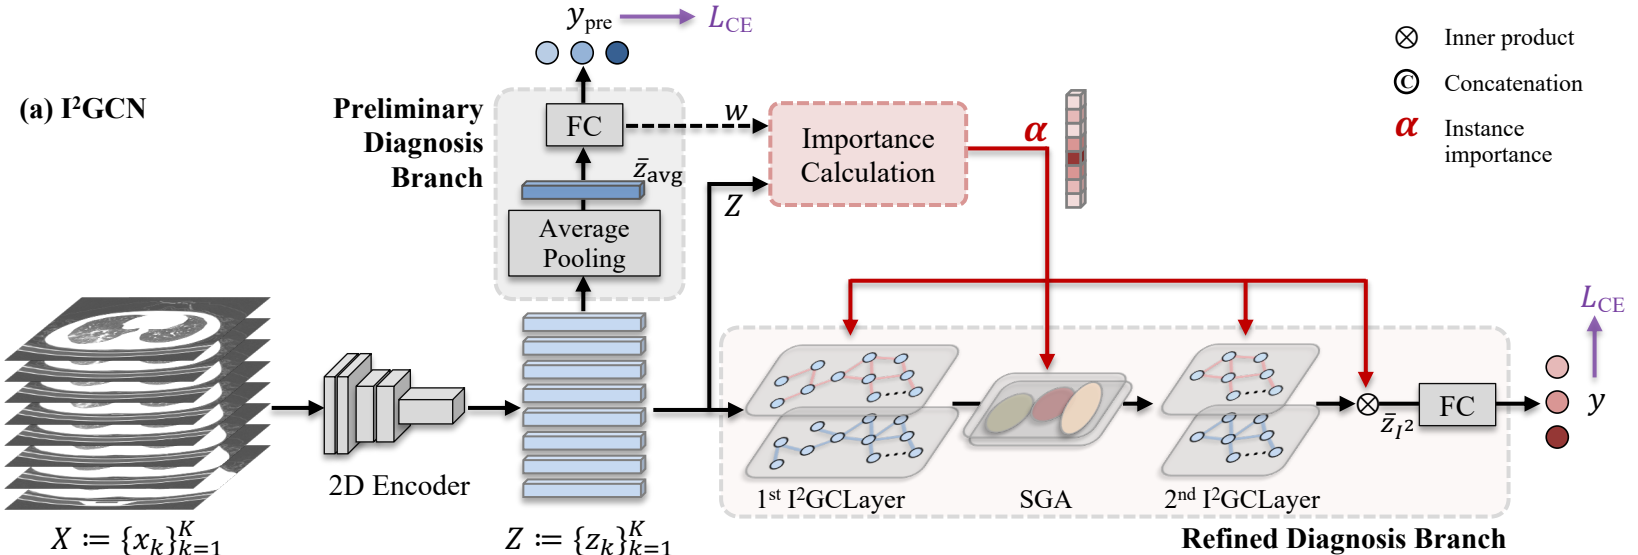 (a) I²GCN
y_pre
L_CE
Preliminary
Diagnosis
Branch
FC
z̄_avg
Average
Pooling
w
Z
Importance
Calculation
α
⊗ Inner product
© Concatenation
α Instance
importance
2D Encoder
X ≔ {x_k}_{k=1}^K
Z ≔ {z_k}_{k=1}^K
1st I²GCLayer
SGA
2nd I²GCLayer
⊗
z̄_{I²}
FC
L_CE
y
Refined Diagnosis Branch